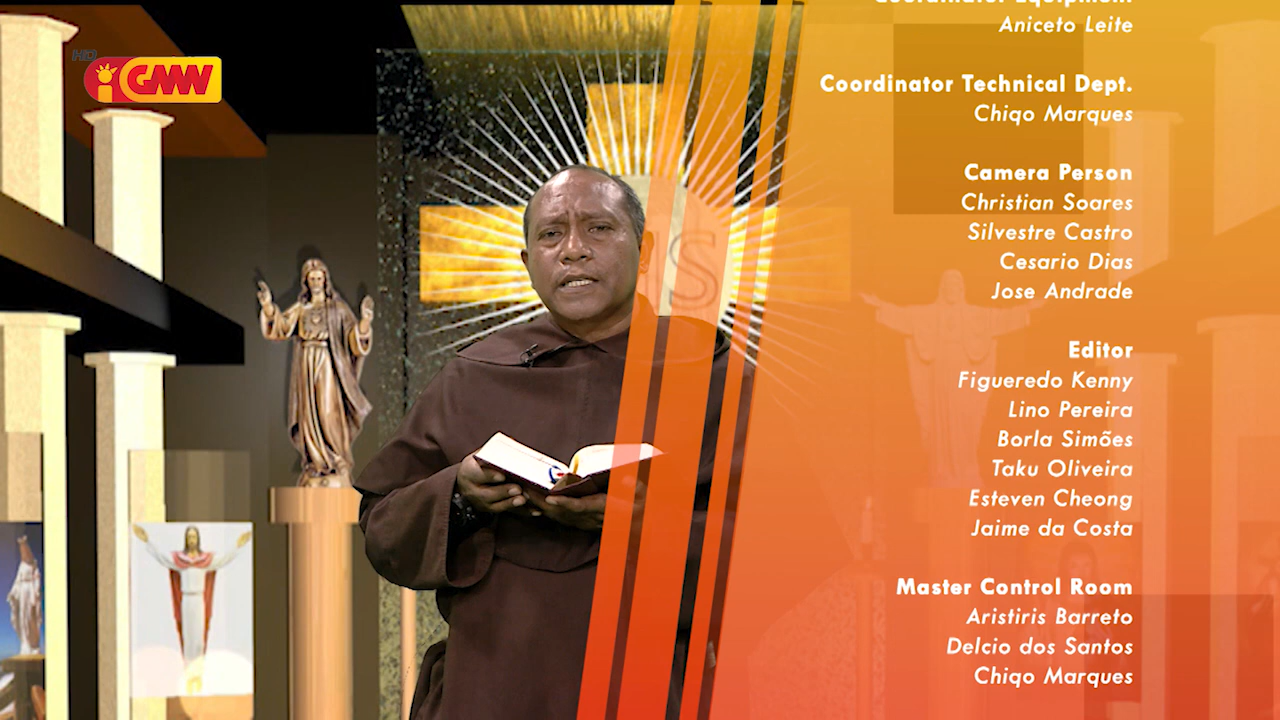 HD
GMN
Coordinator Equipment
Aniceto Leite
Coordinator Technical Dept.
Chiqo Marques
Camera Person
Christian Soares
Silvestre Castro
Cesario Dias
Jose Andrade
Editor
Figueredo Kenny
Lino Pereira
Borla Simões
Taku Oliveira
Esteven Cheong
Jaime da Costa
Master Control Room
Aristiris Barreto
Delcio dos Santos
Chiqo Marques